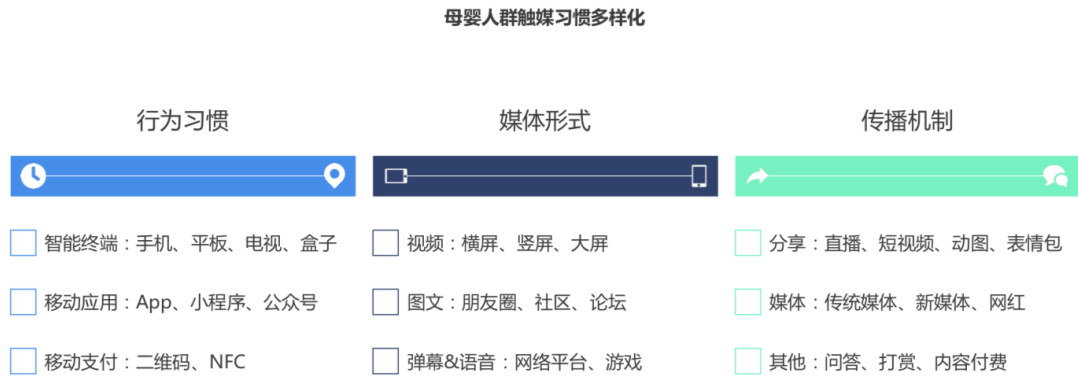 母婴人群触媒习惯多样化
行为习惯
智能终端：手机、平板、电视、盒子
移动应用：App、小程序、公众号
移动支付：二维码、NFC
媒体形式
视频：横屏、竖屏、大屏
图文：朋友圈、社区、论坛
弹幕&语音：网络平台、游戏
传播机制
分享：直播、短视频、动图、表情包
媒体：传统媒体、新媒体、网红
其他：问答、打赏、内容付费